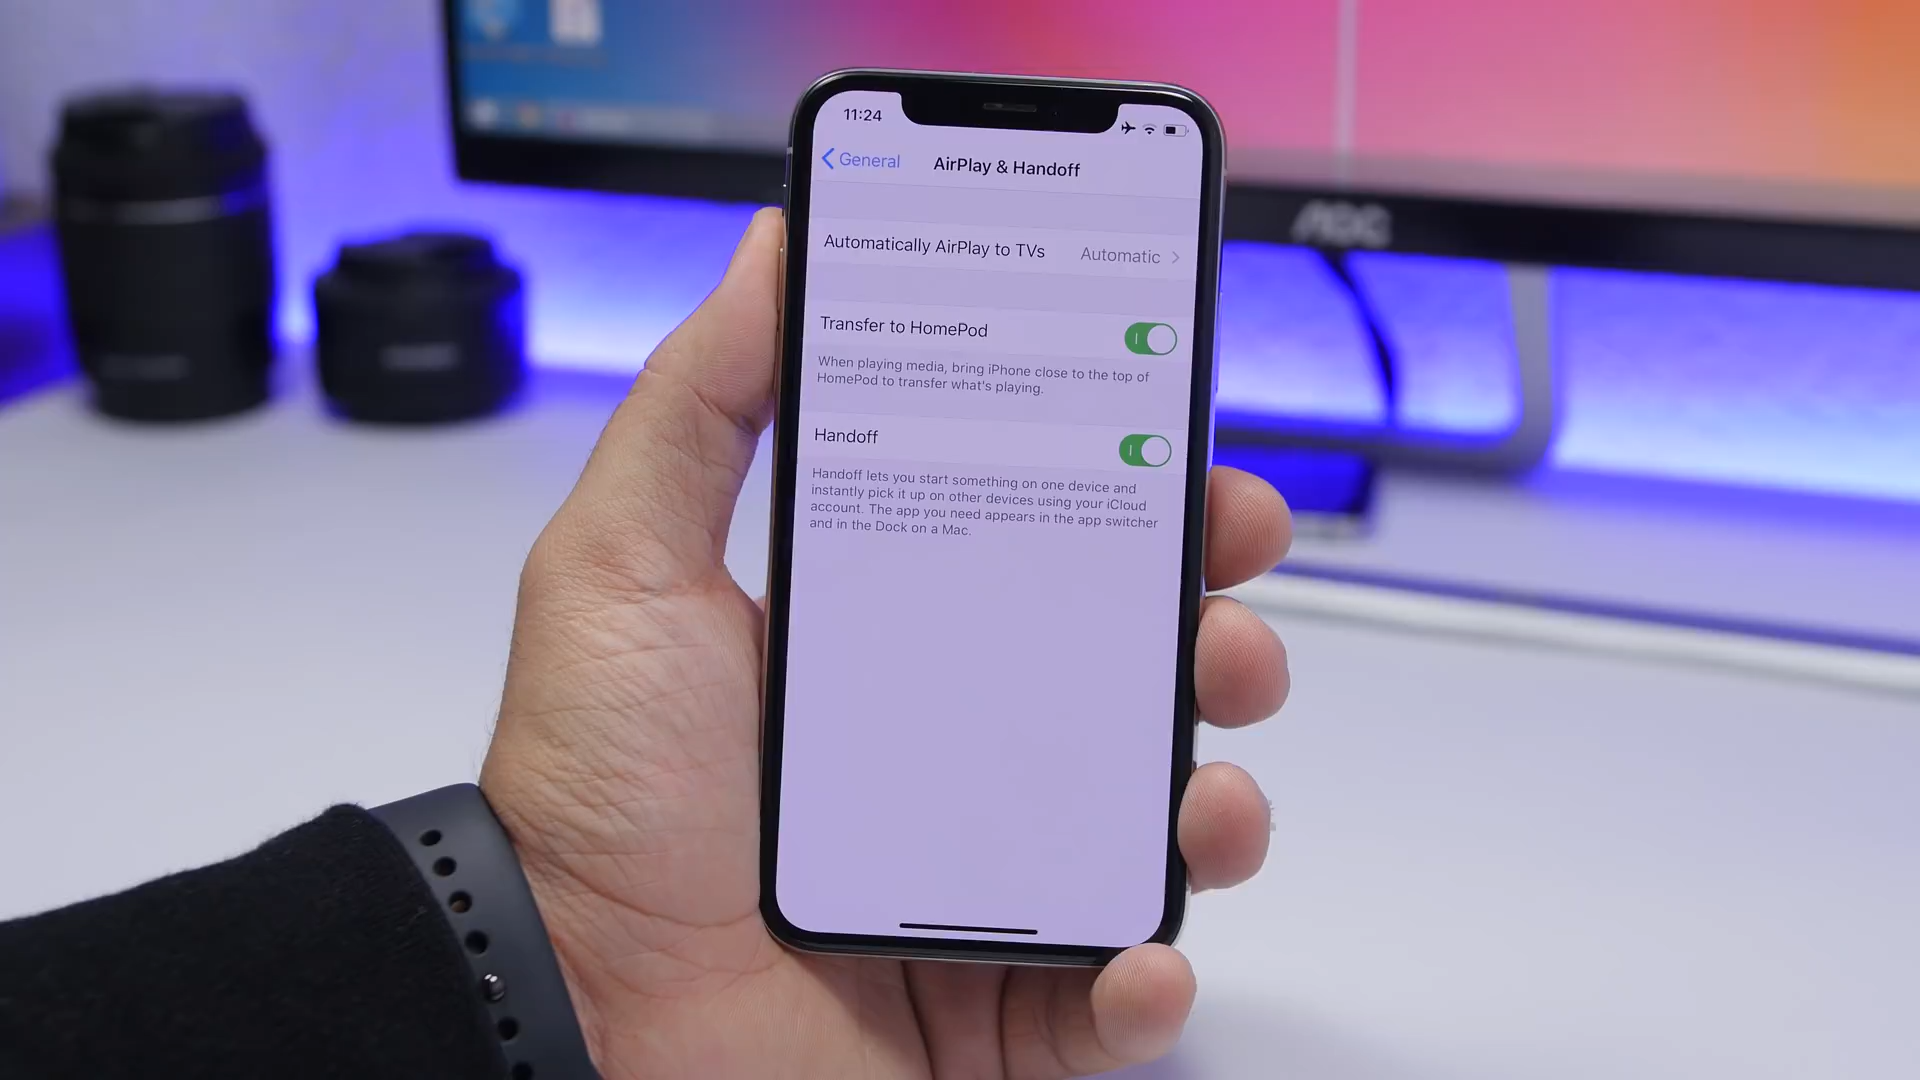 11:24
General
AirPlay & Handoff
Automatically AirPlay to TVs Automatic
Transfer to HomePod
When playing media, bring iPhone close to the top of
HomePod to transfer what's playing.
Handoff
Handoff lets you start something on one device and
instantly pick it up on other devices using your iCloud
account. The app you need appears in the app switcher
and in the Dock on a Mac.
AOC